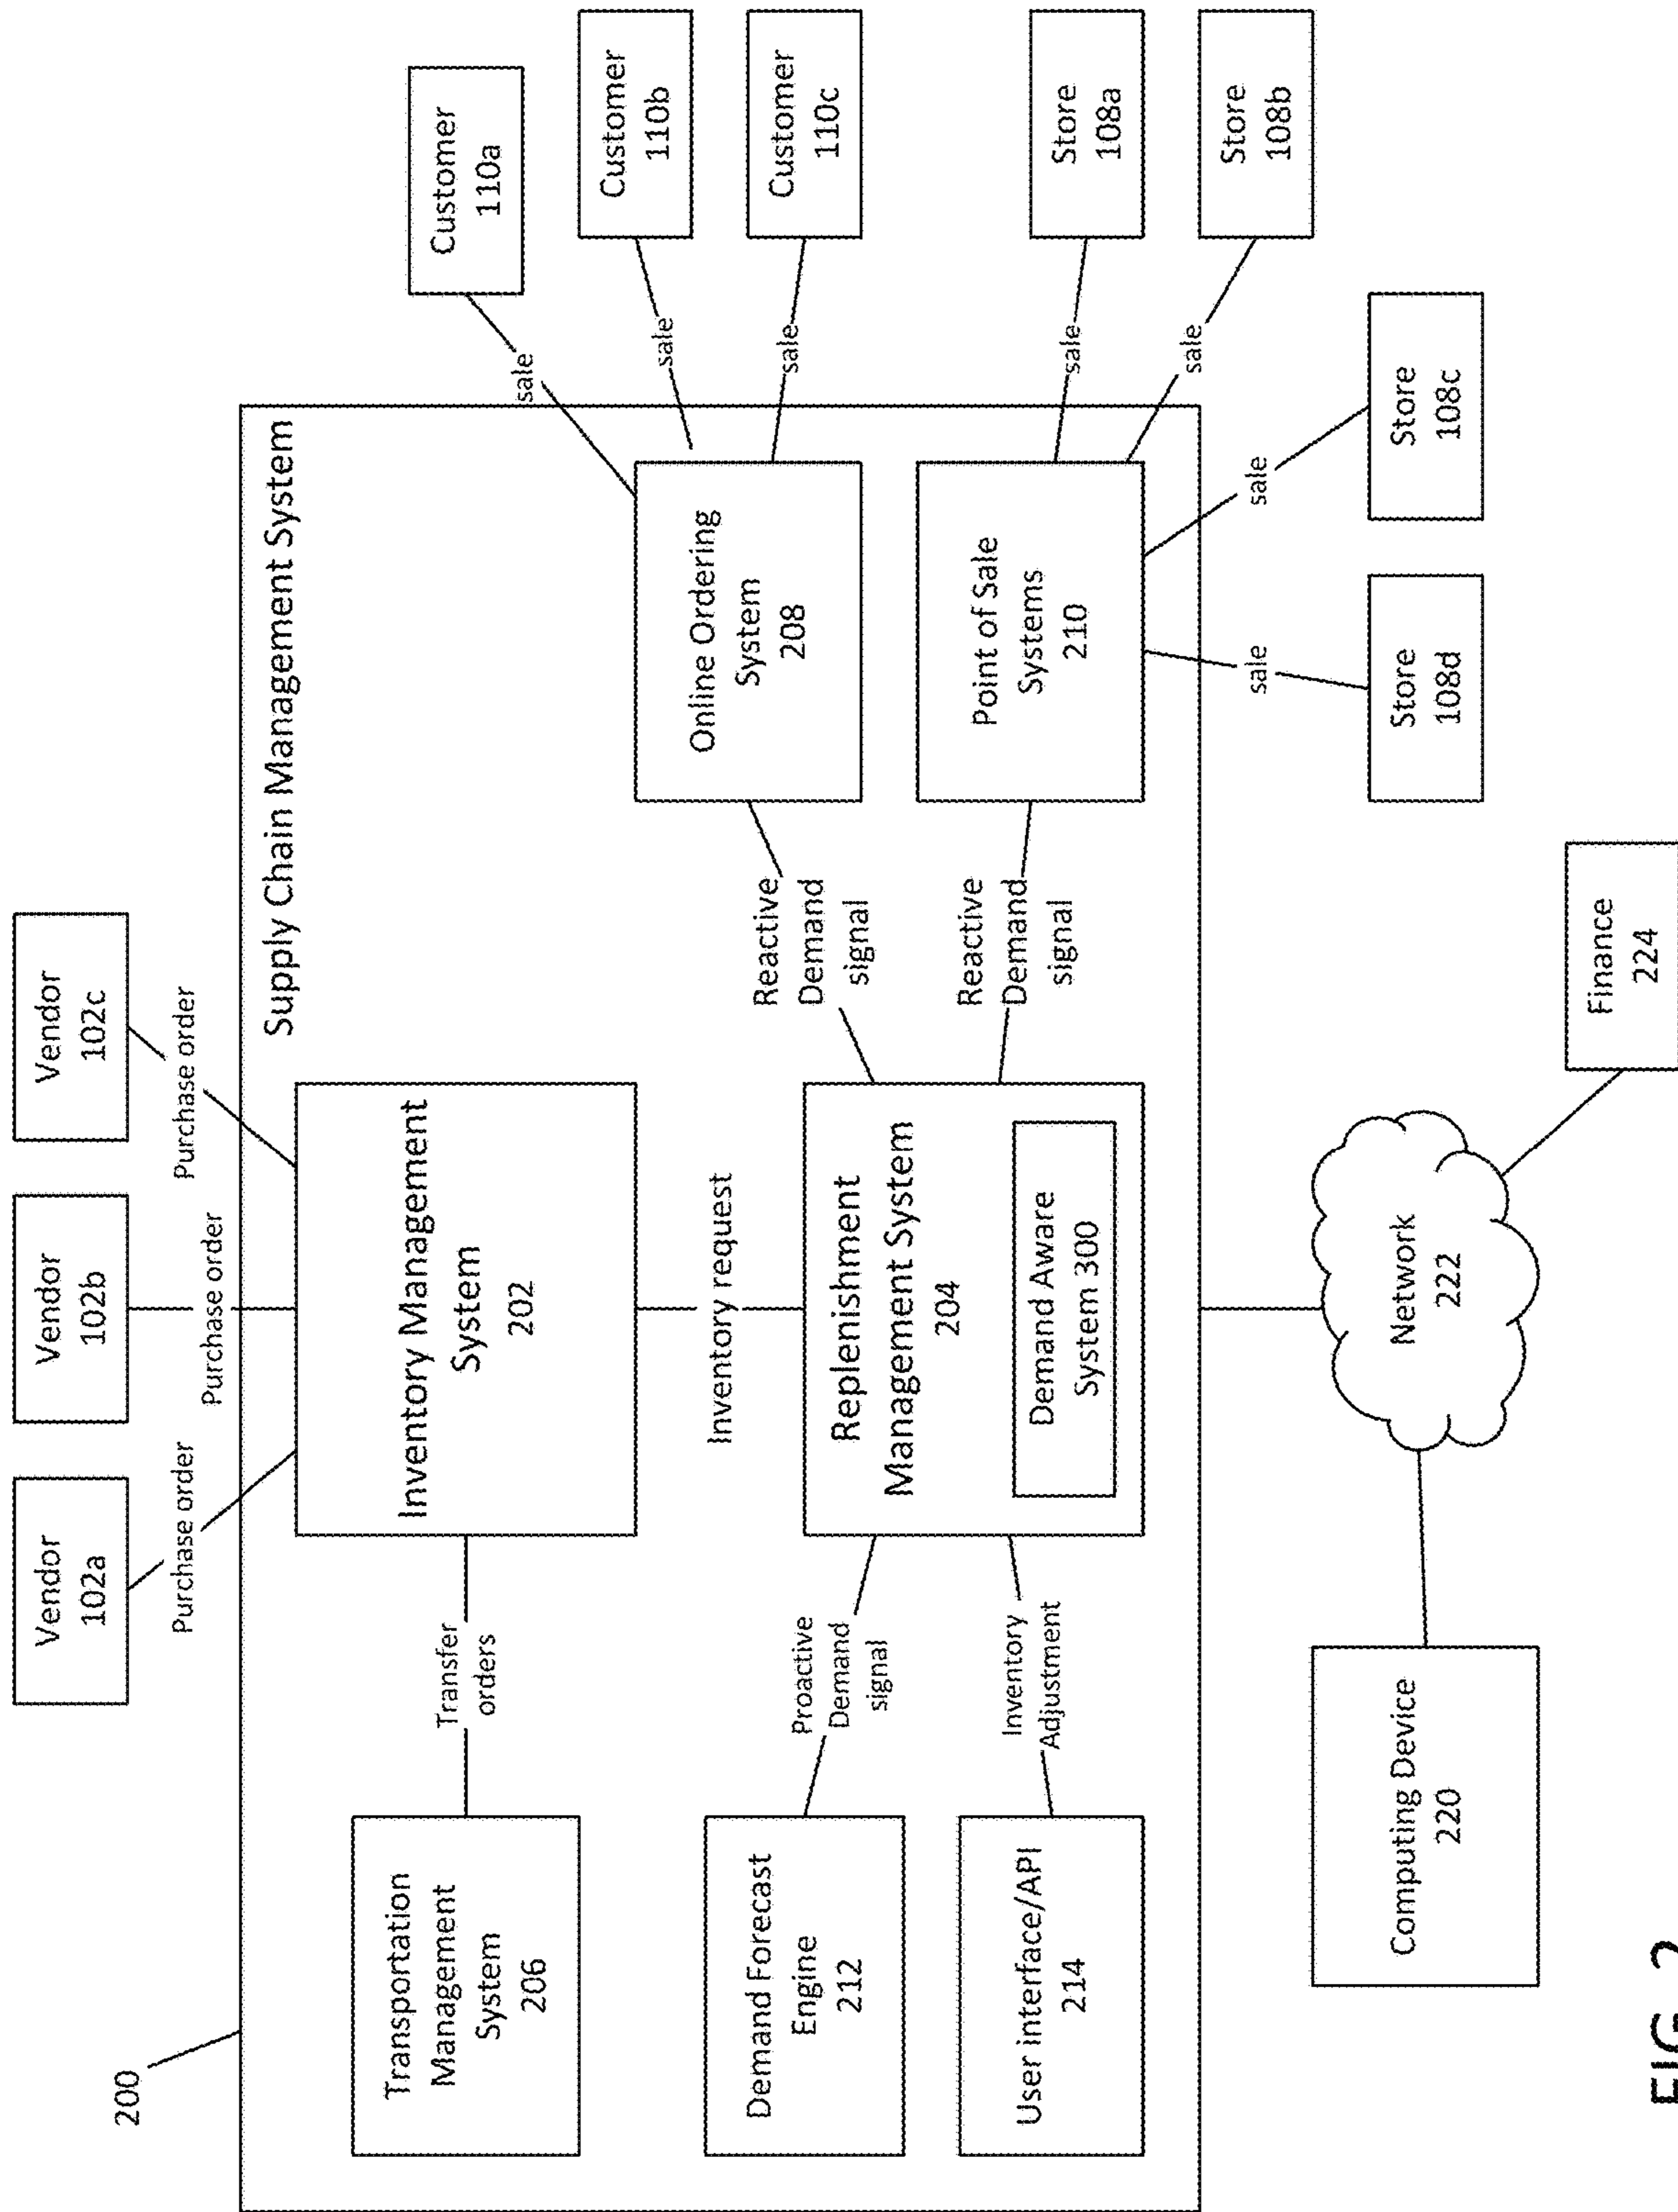 Vendor
102a
Vendor
102b
Vendor
102c
Purchase order
Purchase order
Purchase order
200
Supply Chain Management System
Transportation
Management
System
206
Transfer
orders
Inventory Management
System
202
Customer
110a
sale
Customer
110b
sale
Customer
110c
sale
Inventory request
Online Ordering
System
208
Demand Forecast
Engine
212
Proactive
Demand
signal
Replenishment
Management System
204
Demand Aware
System 300
Reactive
Demand
signal
Reactive
Demand
signal
User interface/API
214
Inventory
Adjustment
Point of Sale
Systems
210
Store
108a
sale
Store
108b
sale
sale
sale
Store
108d
Store
108c
Computing Device
220
Network
222
Finance
224
FIG. 2